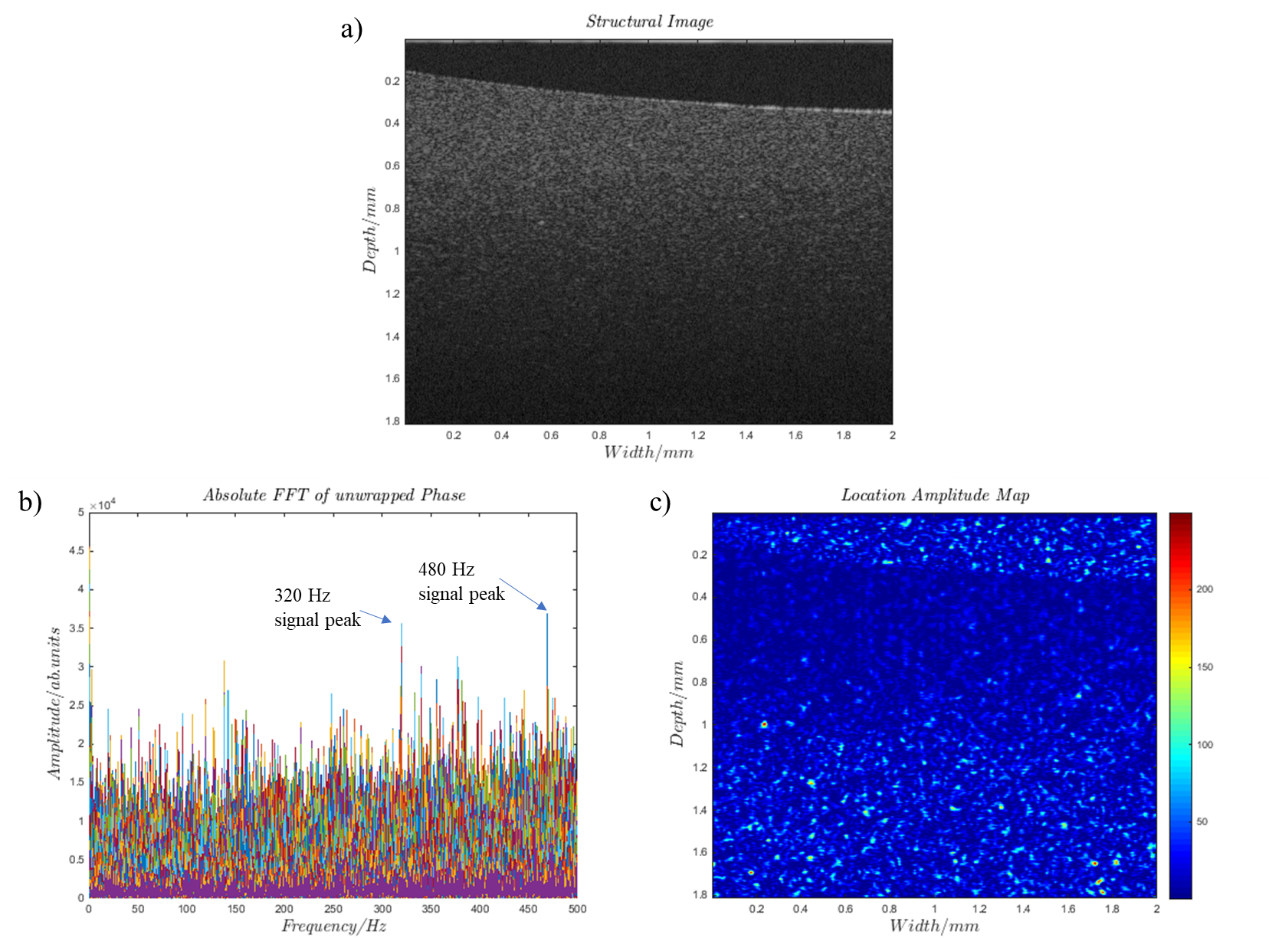 a)
Structural Image
0.2
0.4
0.6
0.8
1
1.2
1.4
1.6
1.8
Depth/mm
0.2 0.4 0.6 0.8 1 1.2 1.4 1.6 1.8 2
Width/mm
b)
Absolute FFT of unwrapped Phase
×10⁴
5
4.5
4
3.5
3
2.5
2
1.5
1
0.5
0
Amplitude/ab.units
320 Hz
signal peak
480 Hz
signal peak
0 50 100 150 200 250 300 350 400 450 500
Frequency/Hz
c)
Location Amplitude Map
0.2
0.4
0.6
0.8
1
1.2
1.4
1.6
1.8
Depth/mm
0.2 0.4 0.6 0.8 1 1.2 1.4 1.6 1.8 2
Width/mm
200
150
100
50